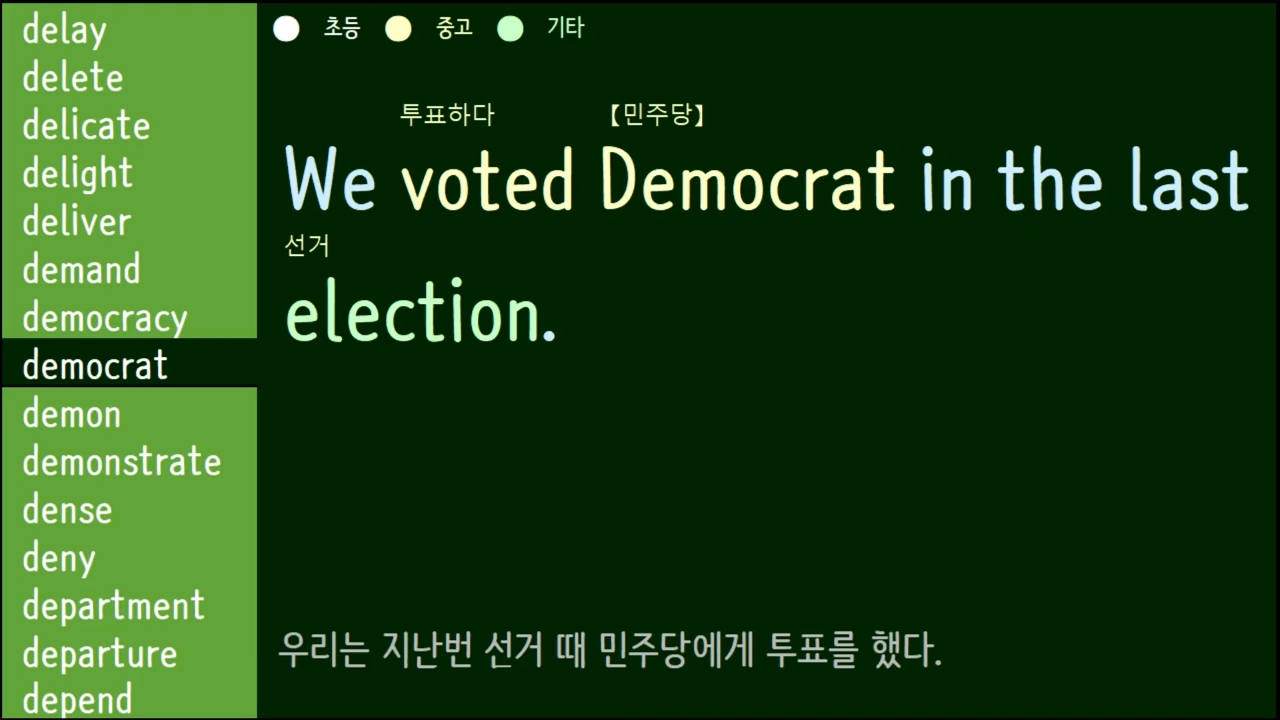 delay
delete
delicate
delight
deliver
demand
democracy
democrat
demon
demonstrate
dense
deny
department
departure
depend
초등 중고 기타
투표하다 【민주당】
We voted Democrat in the last
선거
election.
우리는 지난번 선거 때 민주당에게 투표를 했다.